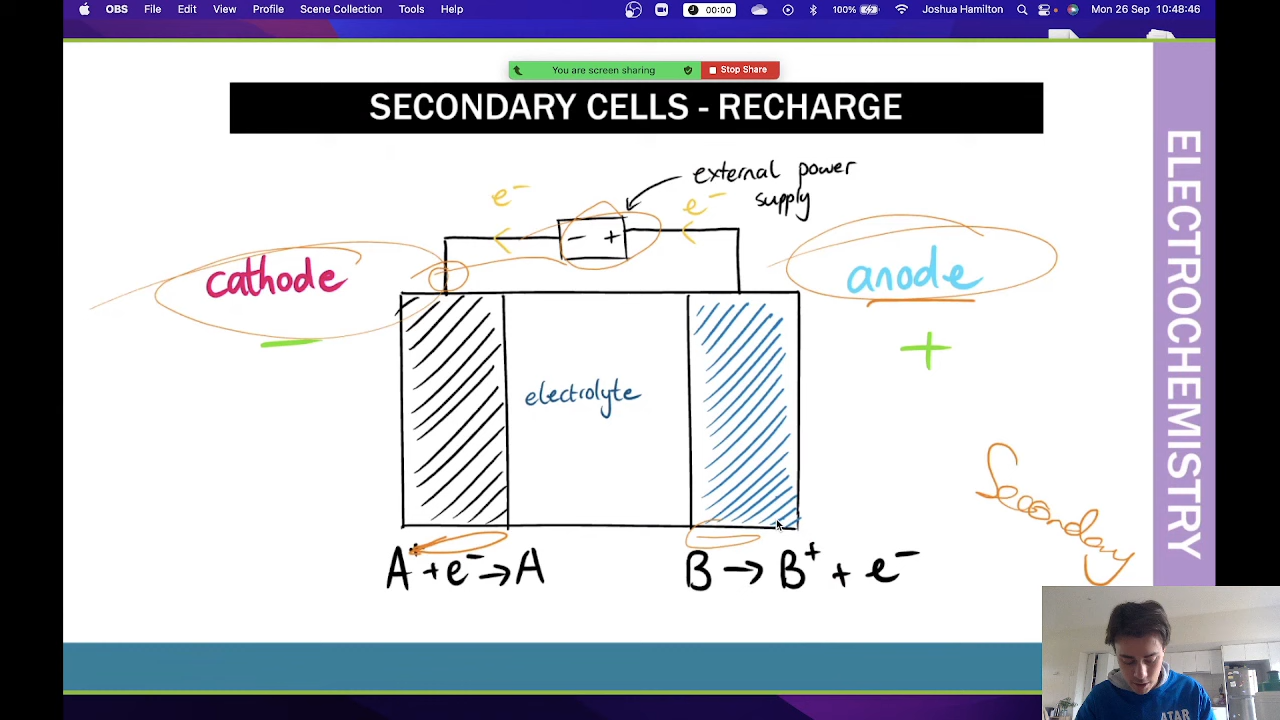 OBS File Edit View Profile Scene Collection Tools Help 00:00 100% Joshua Hamilton Mon 26 Sep 10:48:46
You are screen sharing Stop Share
SECONDARY CELLS - RECHARGE
ELECTROCHEMISTRY
external power
supply
e⁻ e⁻
− +
cathode
anode
−
+
electrolyte
Secondary
A⁺ + e⁻ → A
B → B⁺ + e⁻
ATAR